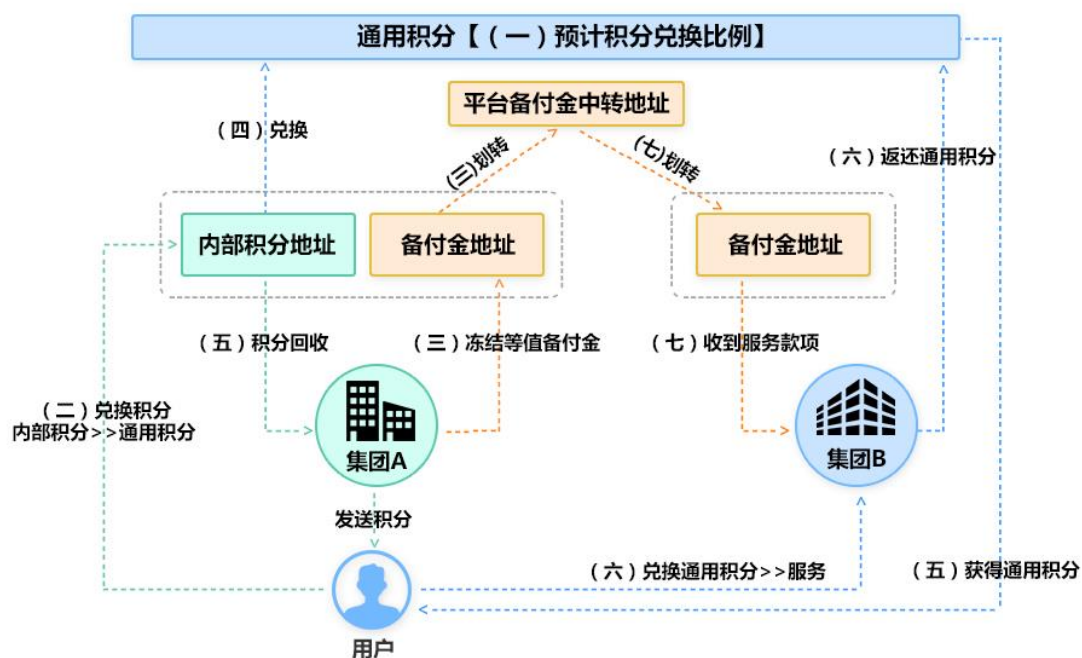 通用积分【(一)预计积分兑换比例】
平台备付金中转地址
(四)兑换
(三)划转
(七)划转
(六)返还通用积分
内部积分地址
备付金地址
备付金地址
(五)积分回收
(三)冻结等值备付金
(七)收到服务款项
(二)兑换积分
内部积分>>通用积分
集团A
集团B
发送积分
(六)兑换通用积分>>服务
(五)获得通用积分
用户